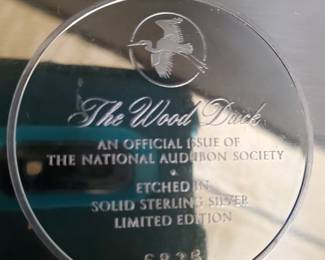 The Wood Duck
AN OFFICIAL ISSUE OF
THE NATIONAL AUDUBON SOCIETY
ETCHED IN
SOLID STERLING SILVER
LIMITED EDITION